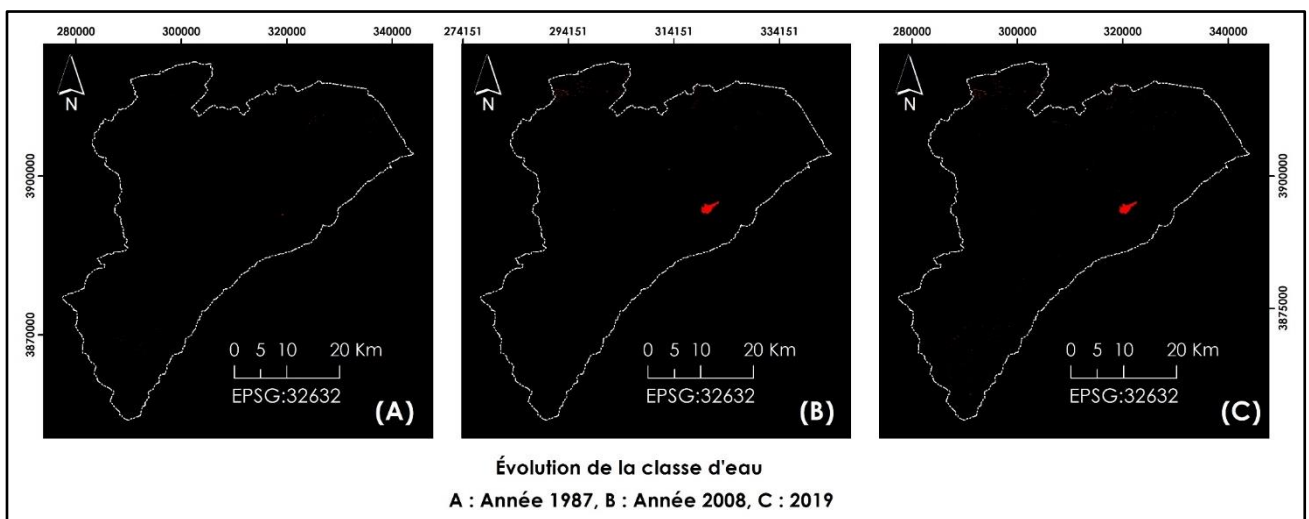 280000 300000 320000 340000
274151 294151 314151 334151
280000 300000 320000 340000
N
N
N
3900000
3870000
3900000
3875000
0 5 10 20 Km
EPSG:32632
(A)
0 5 10 20 Km
EPSG:32632
(B)
0 5 10 20 Km
EPSG:32632
(C)
Évolution de la classe d'eau
A : Année 1987, B : Année 2008, C : 2019